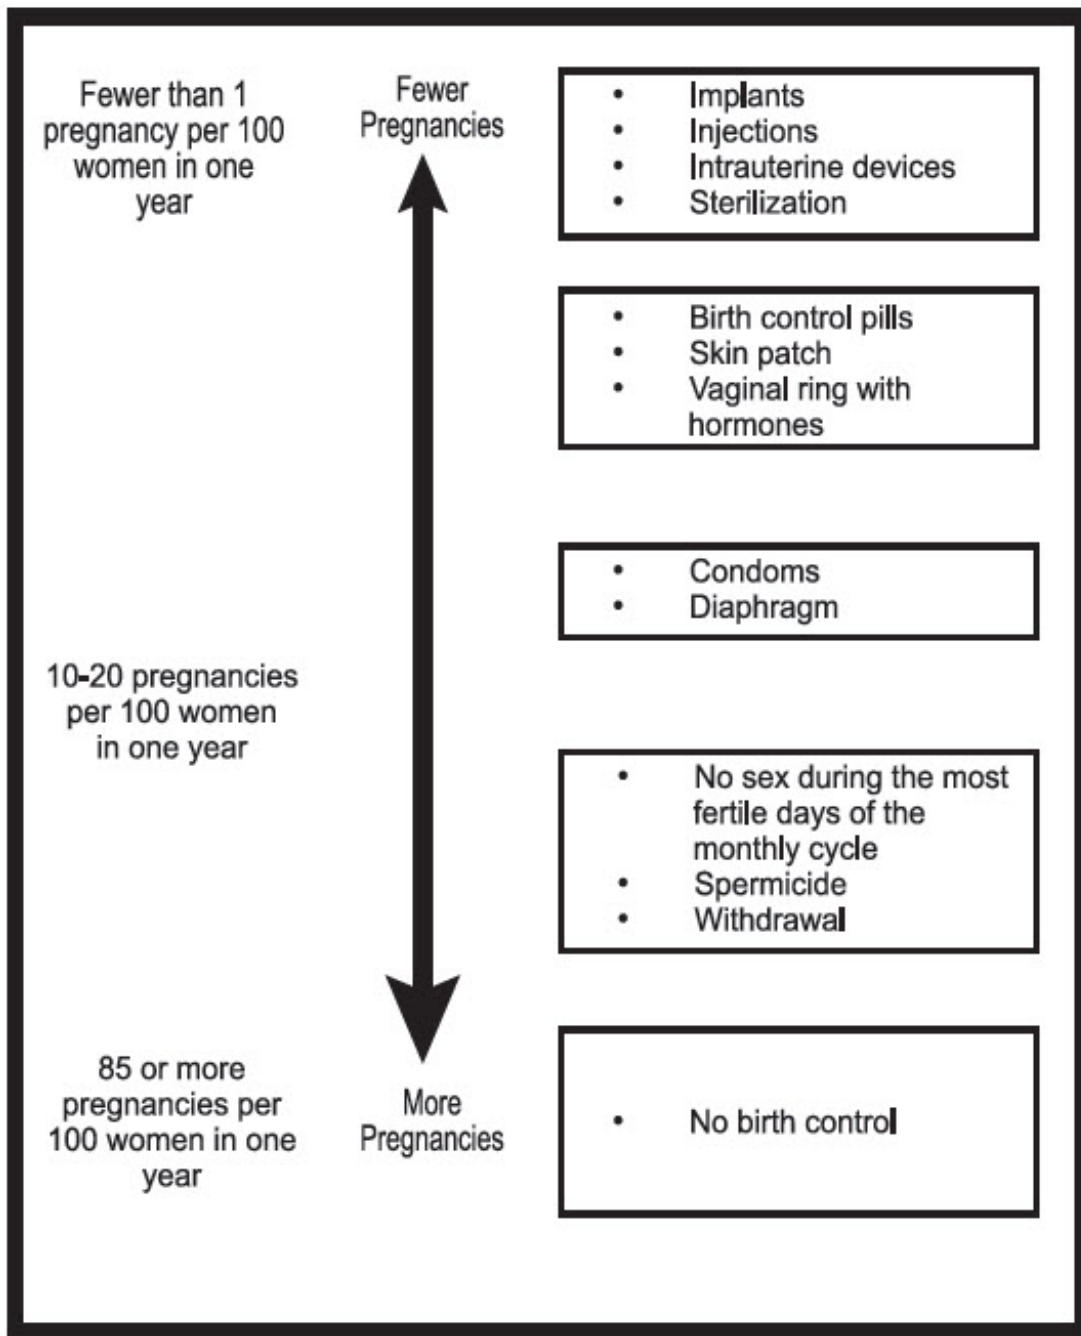 Fewer than 1
pregnancy per 100
women in one
year
Fewer
Pregnancies
• Implants
• Injections
• Intrauterine devices
• Sterilization
• Birth control pills
• Skin patch
• Vaginal ring with
hormones
• Condoms
• Diaphragm
10-20 pregnancies
per 100 women
in one year
• No sex during the most
fertile days of the
monthly cycle
• Spermicide
• Withdrawal
85 or more
pregnancies per
100 women in one
year
More
Pregnancies
• No birth control